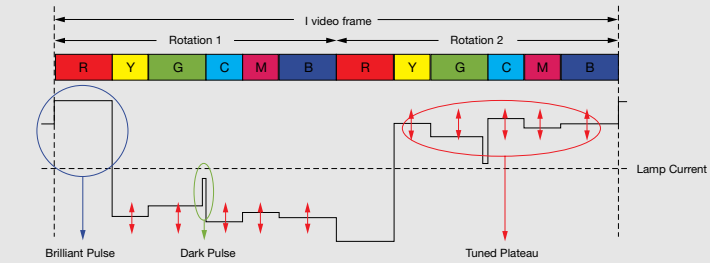 I video frame
Rotation 1 Rotation 2
R Y G C M B R Y G C M B
Lamp Current
Brilliant Pulse Dark Pulse Tuned Plateau